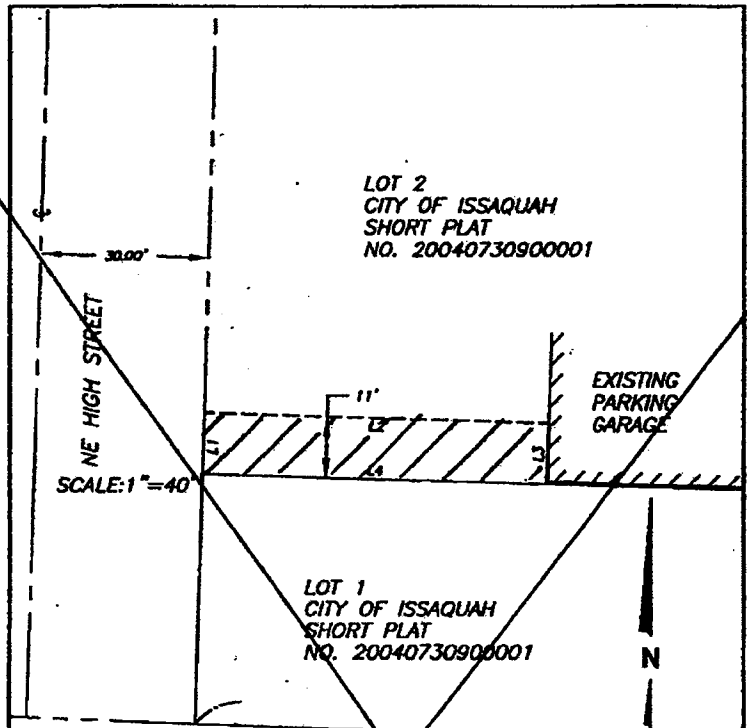 LOT 2
CITY OF ISSAQUAH
SHORT PLAT
NO. 20040730900001
30.00'
NE HIGH STREET
11'
EXISTING
PARKING
GARAGE
L1
L2
L3
L4
SCALE:1"=40'
LOT 1
CITY OF ISSAQUAH
SHORT PLAT
NO. 20040730900001
N